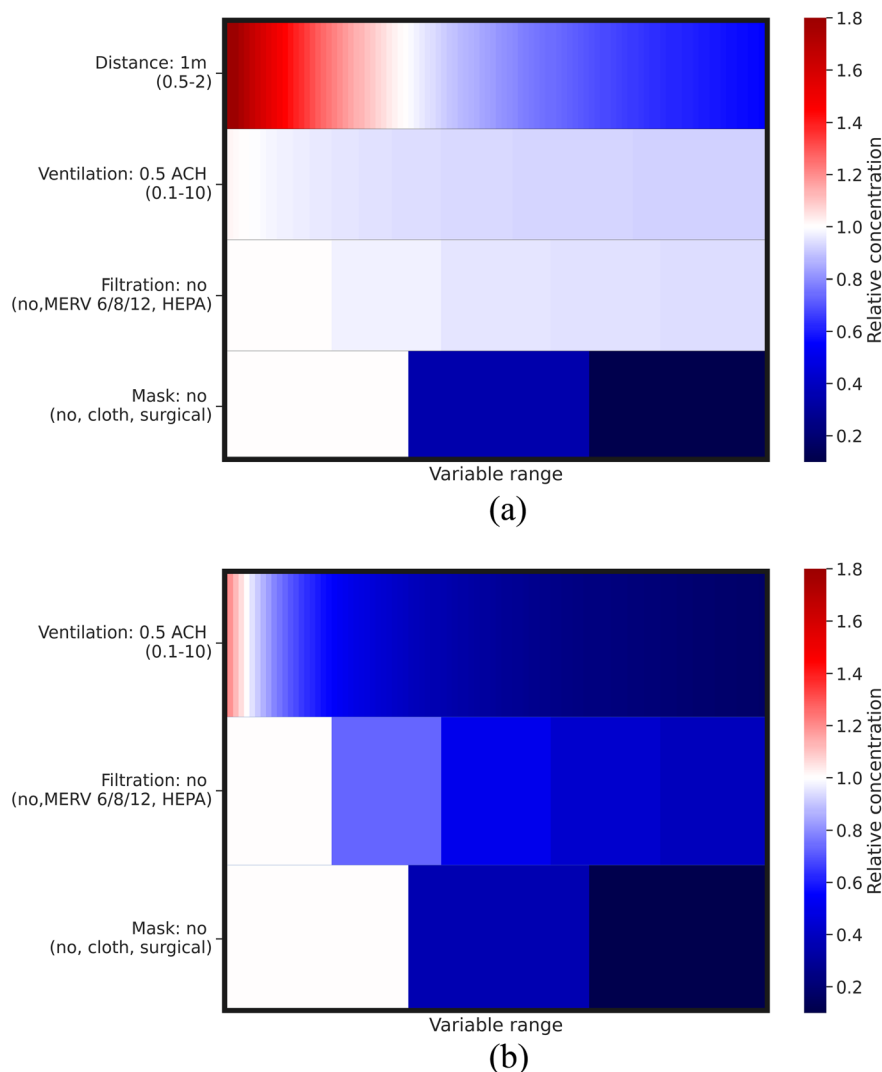 Distance: 1m
(0.5-2)
Ventilation: 0.5 ACH
(0.1-10)
Filtration: no
(no,MERV 6/8/12, HEPA)
Mask: no
(no, cloth, surgical)
Variable range
1.8
1.6
1.4
1.2
1.0
0.8
0.6
0.4
0.2
Relative concentration
(a)
Ventilation: 0.5 ACH
(0.1-10)
Filtration: no
(no,MERV 6/8/12, HEPA)
Mask: no
(no, cloth, surgical)
Variable range
1.8
1.6
1.4
1.2
1.0
0.8
0.6
0.4
0.2
Relative concentration
(b)